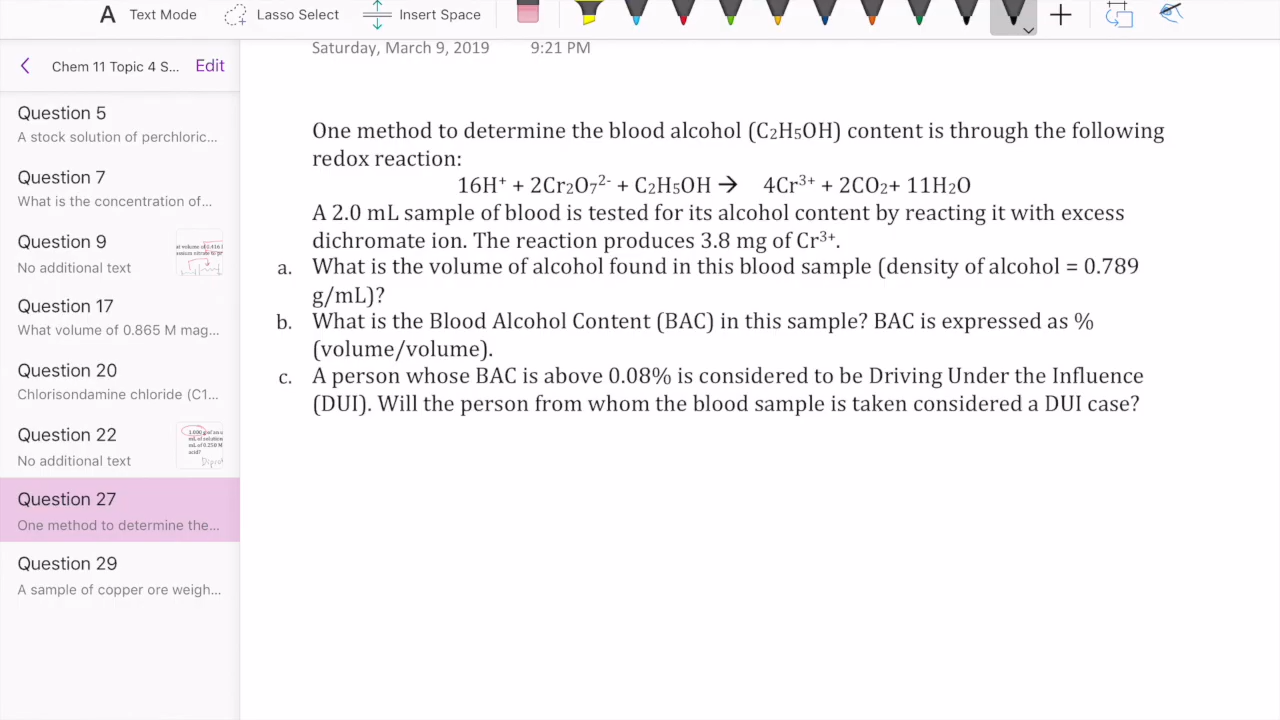 A Text Mode Lasso Select Insert Space
Chem 11 Topic 4 S... Edit
Question 5
A stock solution of perchloric...
Question 7
What is the concentration of...
Question 9
No additional text
Question 17
What volume of 0.865 M mag...
Question 20
Chlorisondamine chloride (C1...
Question 22
No additional text
Question 27
One method to determine the...
Question 29
A sample of copper ore weigh...
Saturday, March 9, 2019 9:21 PM
One method to determine the blood alcohol (C₂H₅OH) content is through the following
redox reaction:
16H⁺ + 2Cr₂O₇²⁻ + C₂H₅OH → 4Cr³⁺ + 2CO₂+ 11H₂O
A 2.0 mL sample of blood is tested for its alcohol content by reacting it with excess
dichromate ion. The reaction produces 3.8 mg of Cr³⁺.
a. What is the volume of alcohol found in this blood sample (density of alcohol = 0.789
g/mL)?
b. What is the Blood Alcohol Content (BAC) in this sample? BAC is expressed as %
(volume/volume).
c. A person whose BAC is above 0.08% is considered to be Driving Under the Influence
(DUI). Will the person from whom the blood sample is taken considered a DUI case?